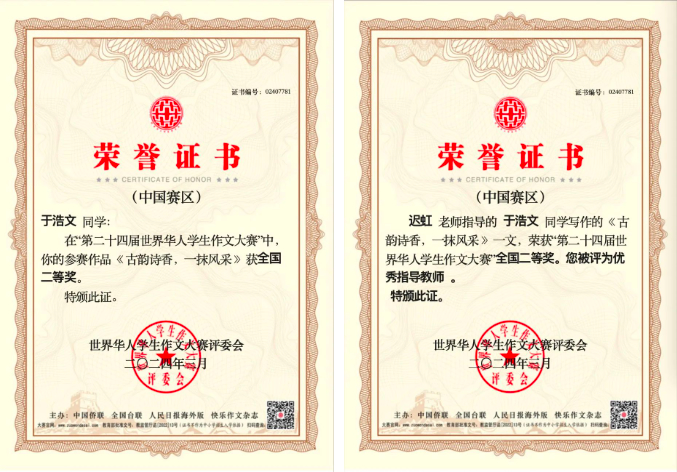 证书编号：02407781
荣誉证书
CERTIFICATE OF HONOR
（中国赛区）
于浩文 同学：
在“第二十四届世界华人学生作文大赛”中，
你的参赛作品《古韵诗香，一抹风采》获全国
二等奖。
特颁此证。
世界华人学生作文大赛评委会
二〇二四年二月
主办：中国侨联 全国台联 人民日报海外版 快乐作文杂志
证书编号：02407781
荣誉证书
CERTIFICATE OF HONOR
（中国赛区）
迟虹 老师指导的 于浩文 同学写作的《古
韵诗香，一抹风采》一文，荣获“第二十四届世
界华人学生作文大赛”全国二等奖。您被评为优
秀指导教师 。
特颁此证。
世界华人学生作文大赛评委会
主办：中国侨联 全国台联 人民日报海外版 快乐作文杂志